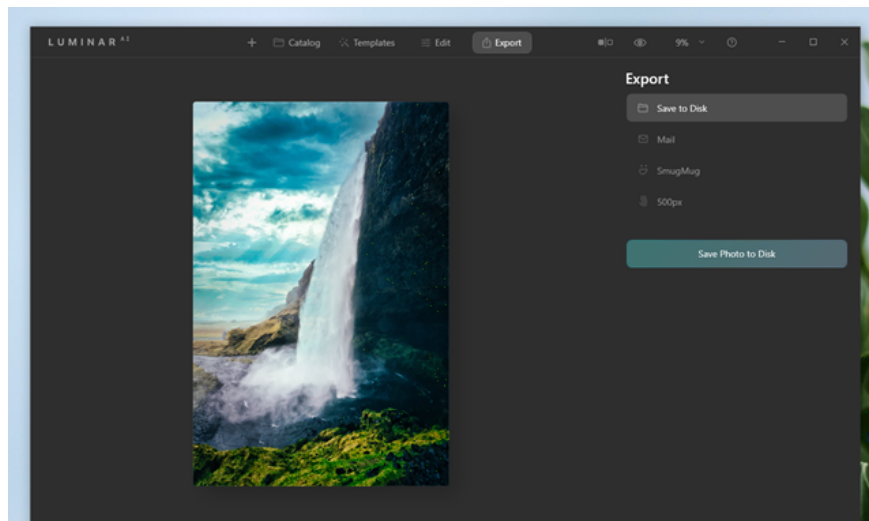 LUMINAR AI
Catalog Templates Edit Export 9%
Export
Save to Disk
Mail
SmugMug
500px
Save Photo to Disk